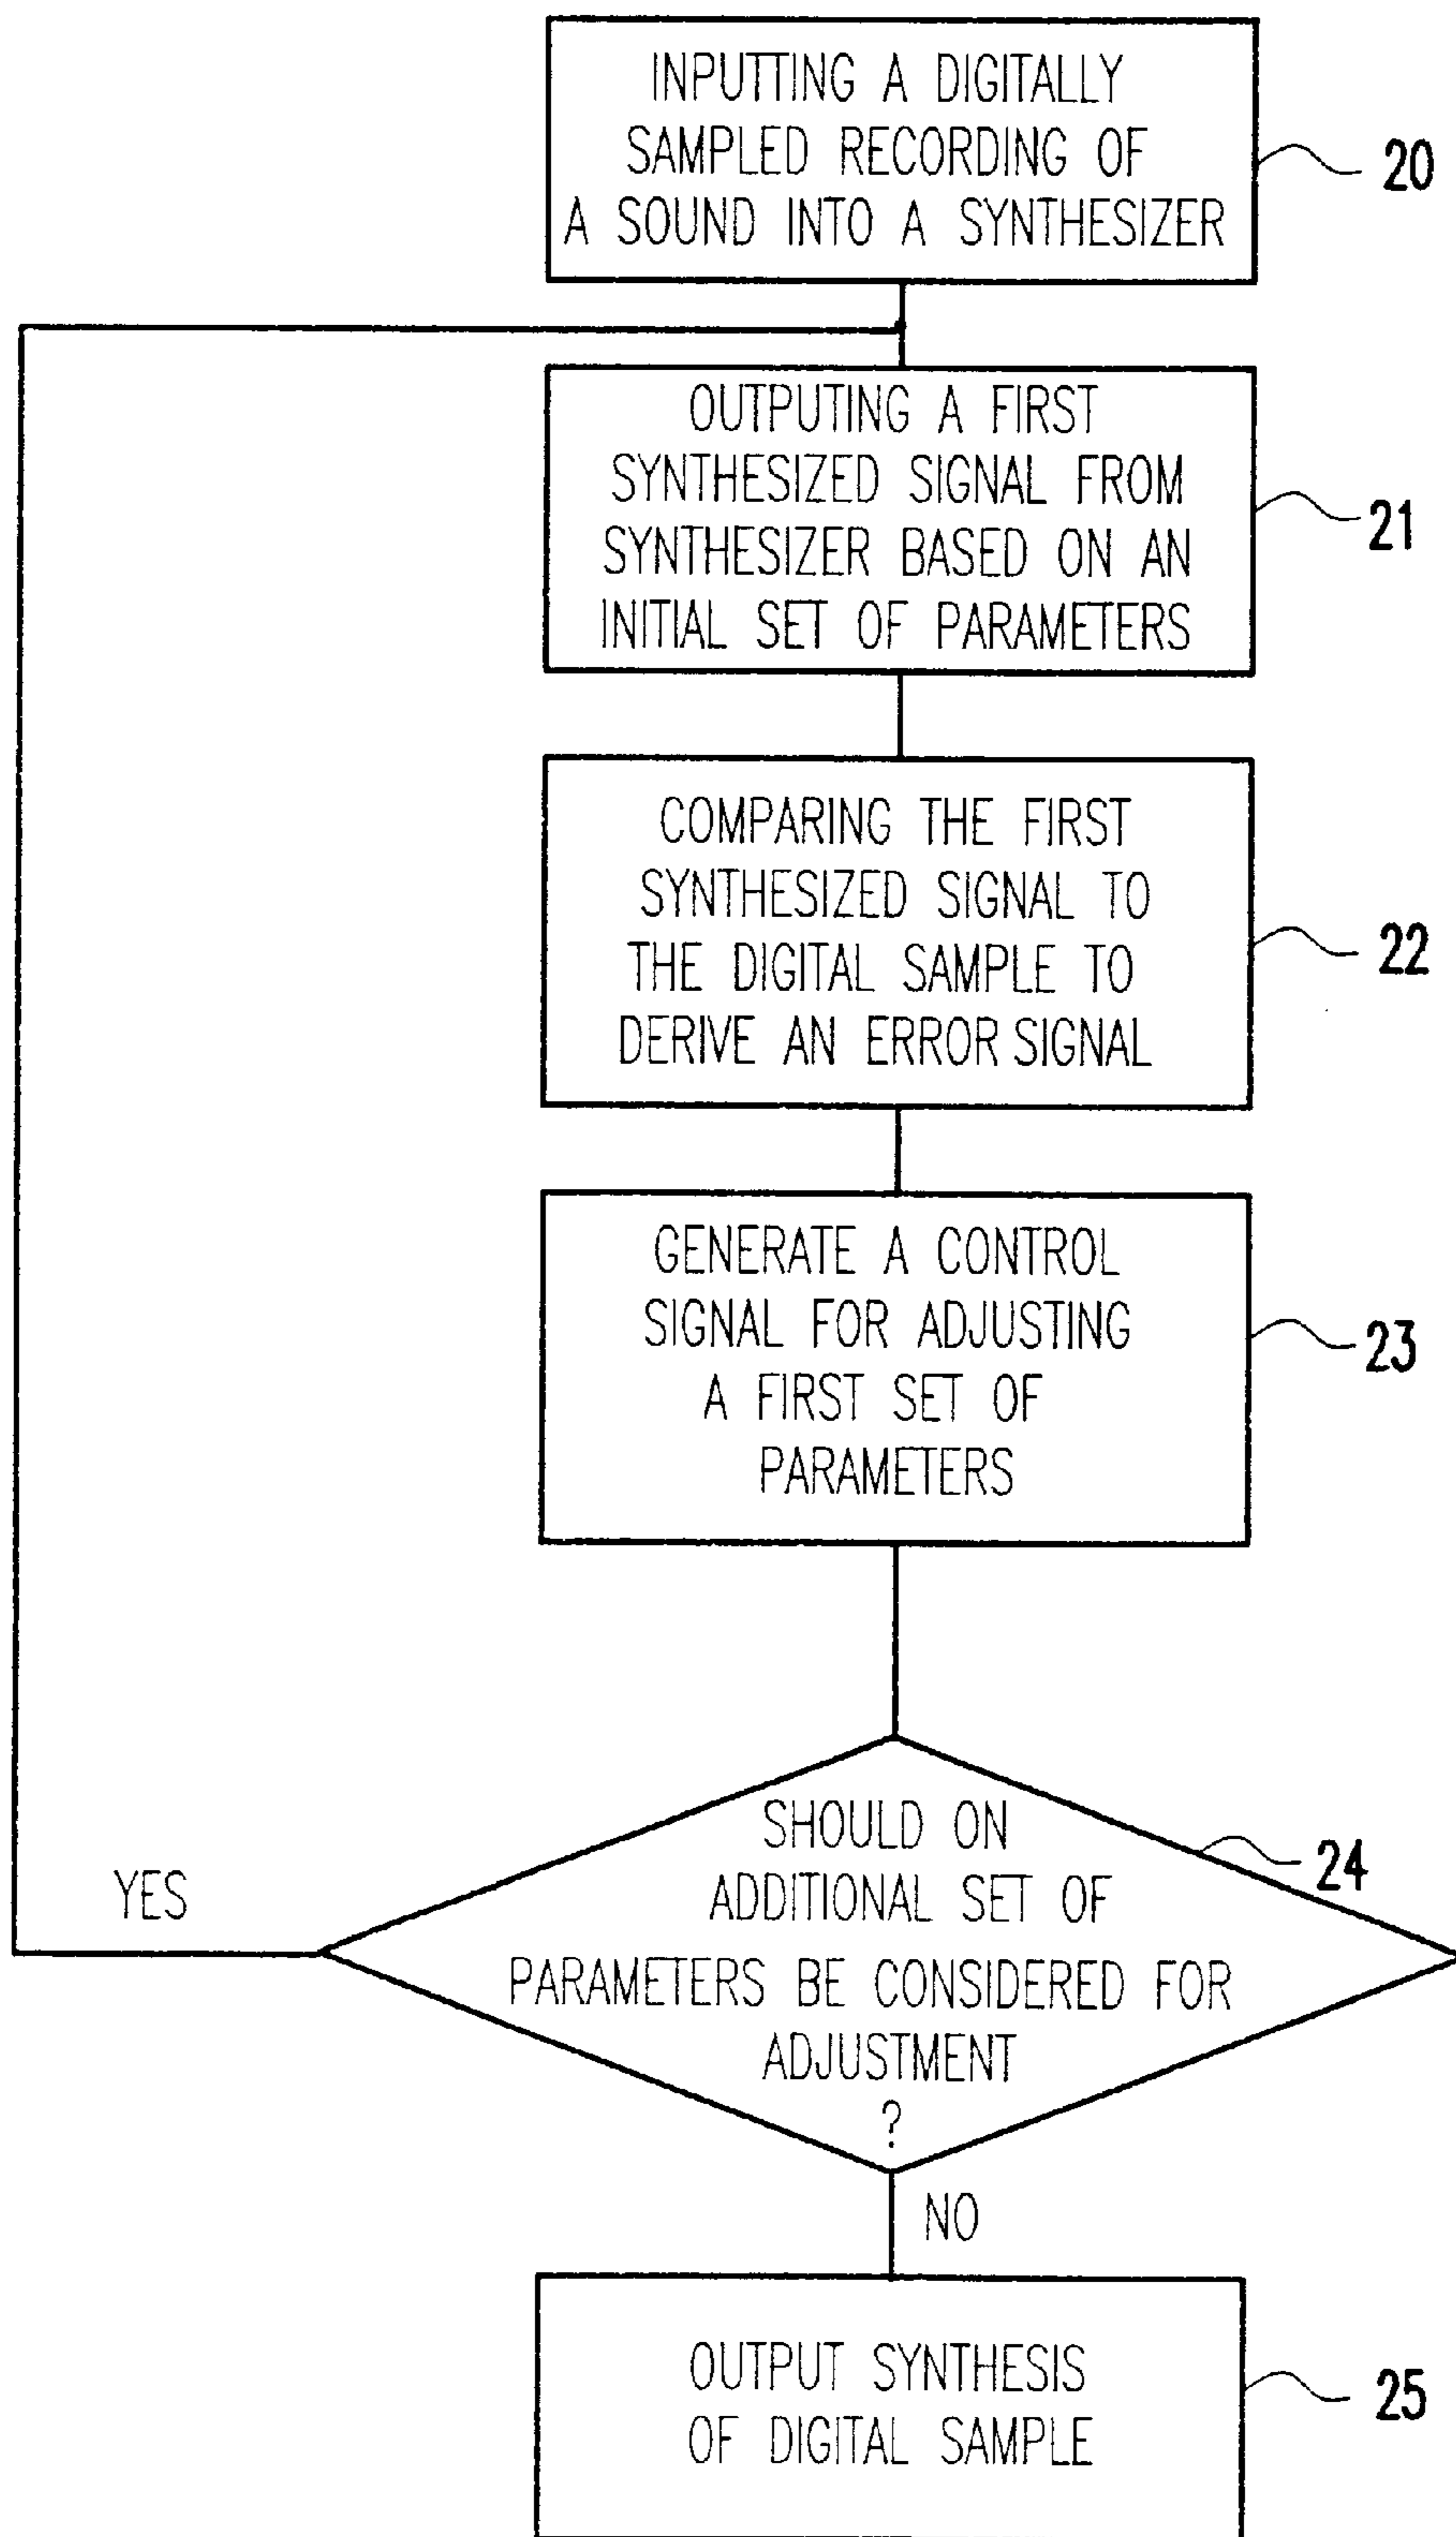 INPUTTING A DIGITALLY
SAMPLED RECORDING OF
A SOUND INTO A SYNTHESIZER
20
OUTPUTING A FIRST
SYNTHESIZED SIGNAL FROM
SYNTHESIZER BASED ON AN
INITIAL SET OF PARAMETERS
21
COMPARING THE FIRST
SYNTHESIZED SIGNAL TO
THE DIGITAL SAMPLE TO
DERIVE AN ERROR SIGNAL
22
GENERATE A CONTROL
SIGNAL FOR ADJUSTING
A FIRST SET OF
PARAMETERS
23
SHOULD ON
ADDITIONAL SET OF
PARAMETERS BE CONSIDERED FOR
ADJUSTMENT
?
24
YES
NO
OUTPUT SYNTHESIS
OF DIGITAL SAMPLE
25